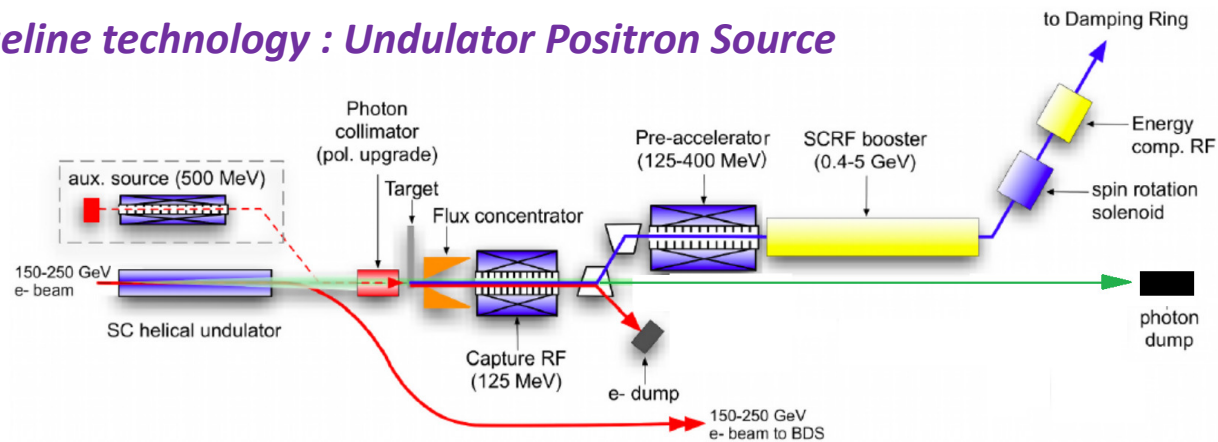 eline technology : Undulator Positron Source
to Damping Ring
Photon
collimator
(pol. upgrade)
Pre-accelerator
(125-400 MeV)
SCRF booster
(0.4-5 GeV)
Energy
comp. RF
aux. source (500 MeV)
Target
Flux concentrator
spin rotation
solenoid
150-250 GeV
e- beam
SC helical undulator
Capture RF
(125 MeV)
e- dump
photon
dump
150-250 GeV
e- beam to BDS